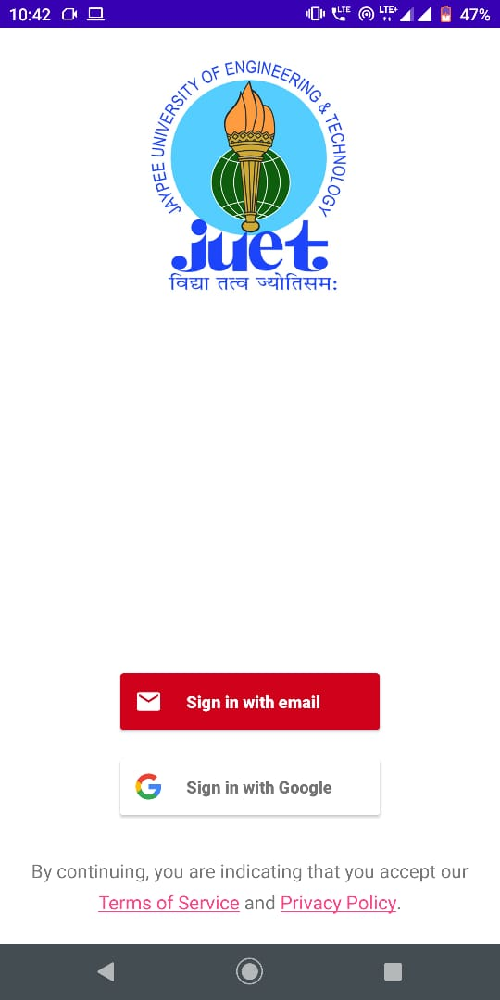 10:42 LTE LTE+ 47%
JAYPEE UNIVERSITY OF ENGINEERING & TECHNOLOGY
juet
विद्या तत्व ज्योतिसम:
Sign in with email
G Sign in with Google
By continuing, you are indicating that you accept our
Terms of Service and Privacy Policy.